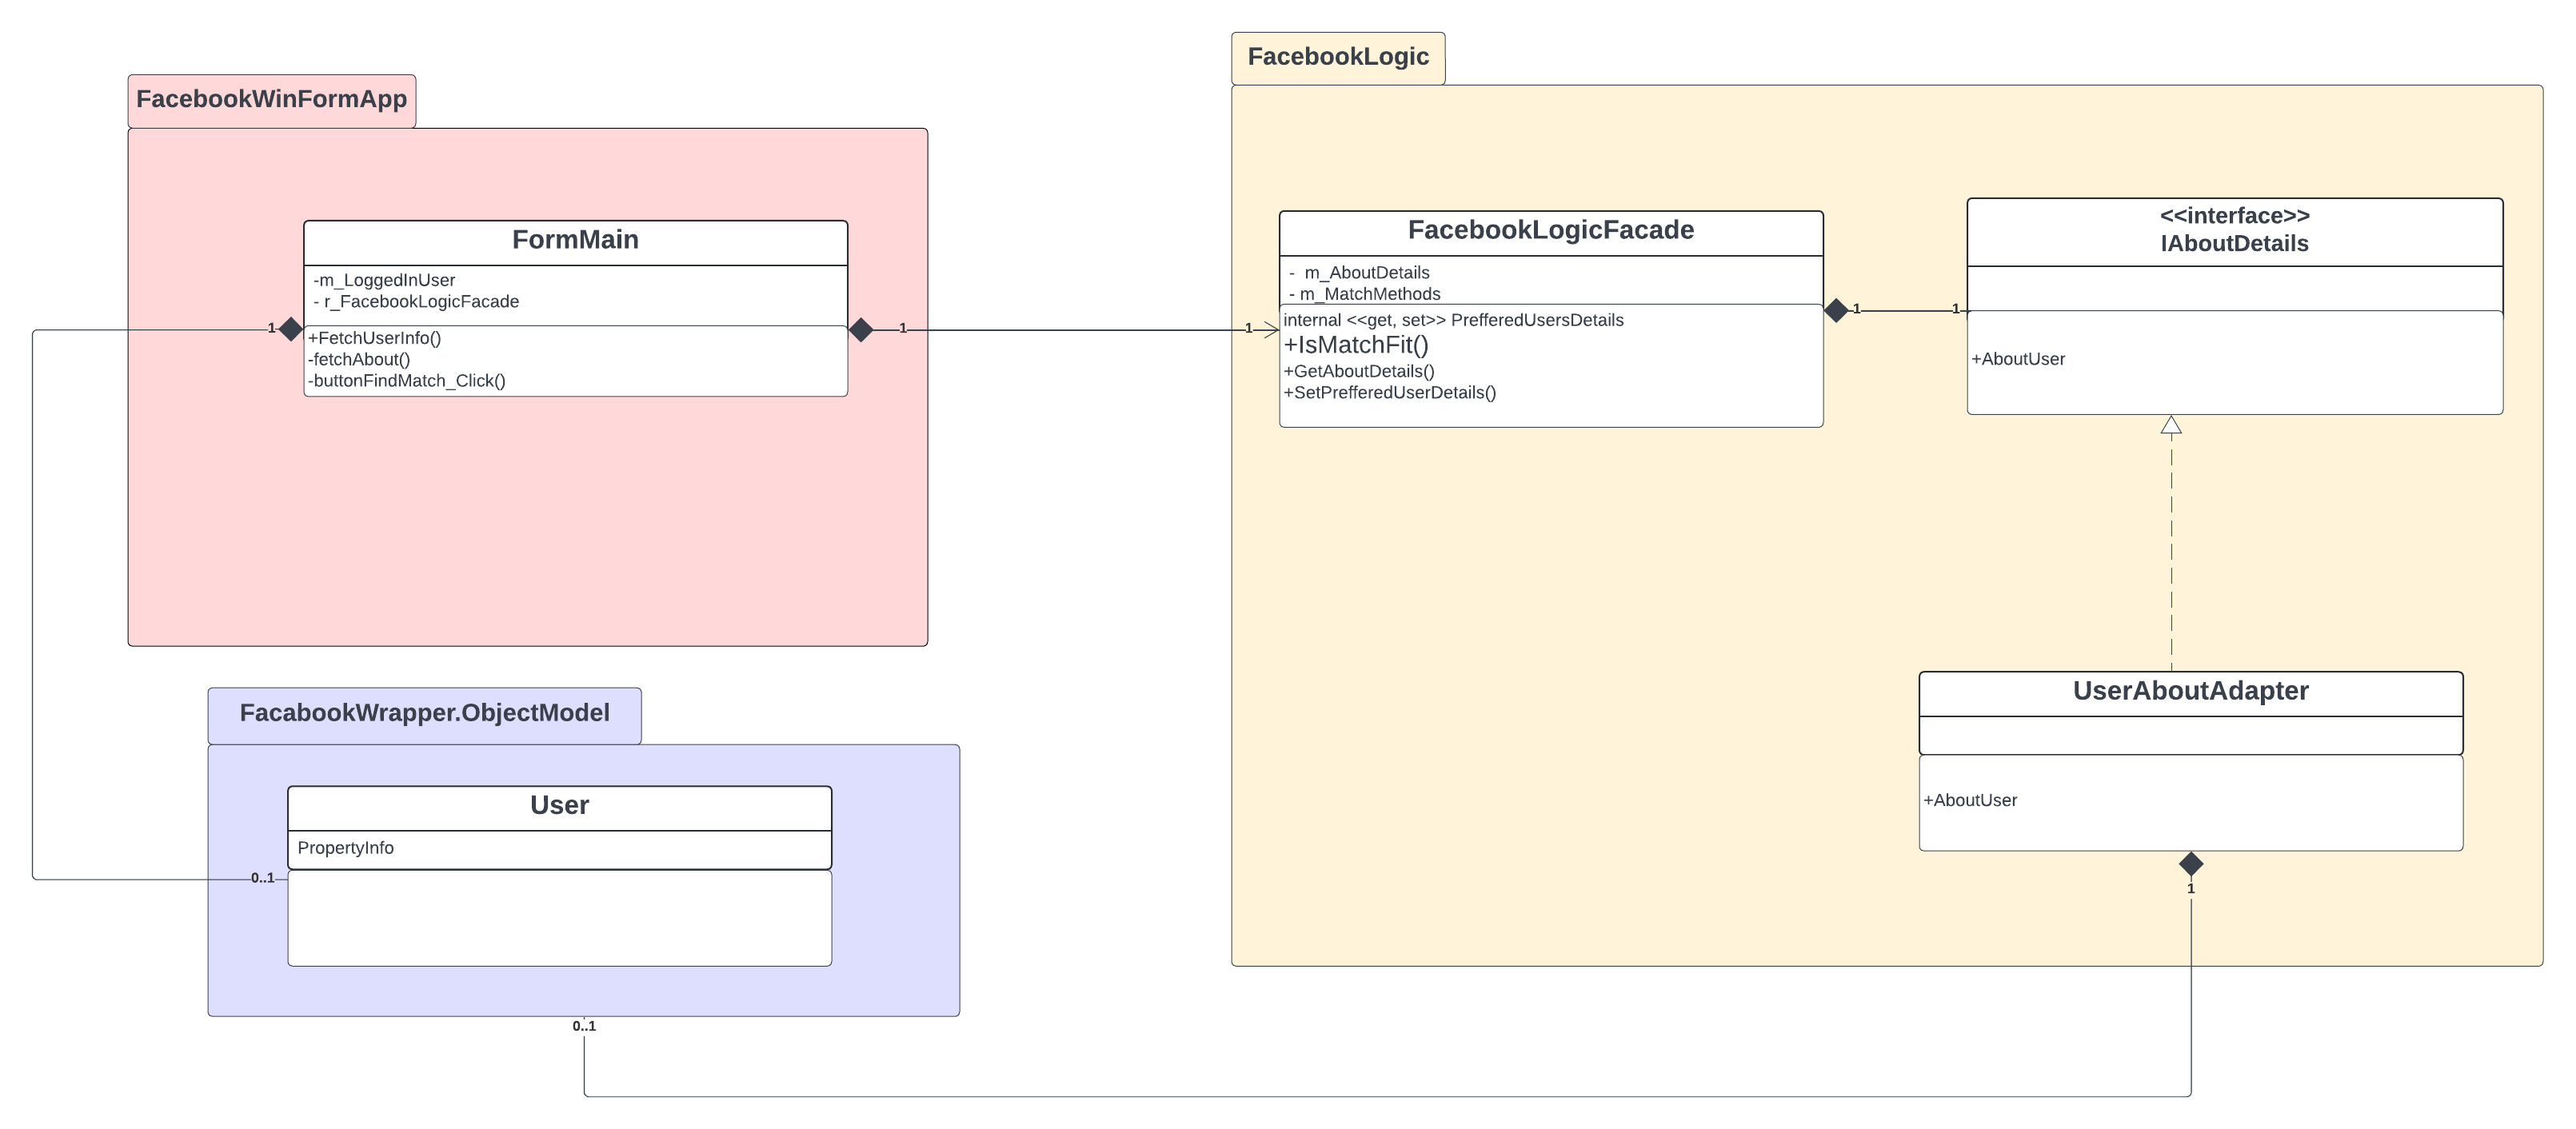 FacebookWinFormApp
FormMain
-m_LoggedInUser
- r_FacebookLogicFacade
+FetchUserInfo()
-fetchAbout()
-buttonFindMatch_Click()
1
1
1
FacebookLogic
FacebookLogicFacade
- m_AboutDetails
- m_MatchMethods
internal <<get, set>> PrefferedUsersDetails
+IsMatchFit()
+GetAboutDetails()
+SetPrefferedUserDetails()
1
1
<<interface>>
IAboutDetails
+AboutUser
UserAboutAdapter
+AboutUser
1
FacabookWrapper.ObjectModel
User
PropertyInfo
0..1
0..1